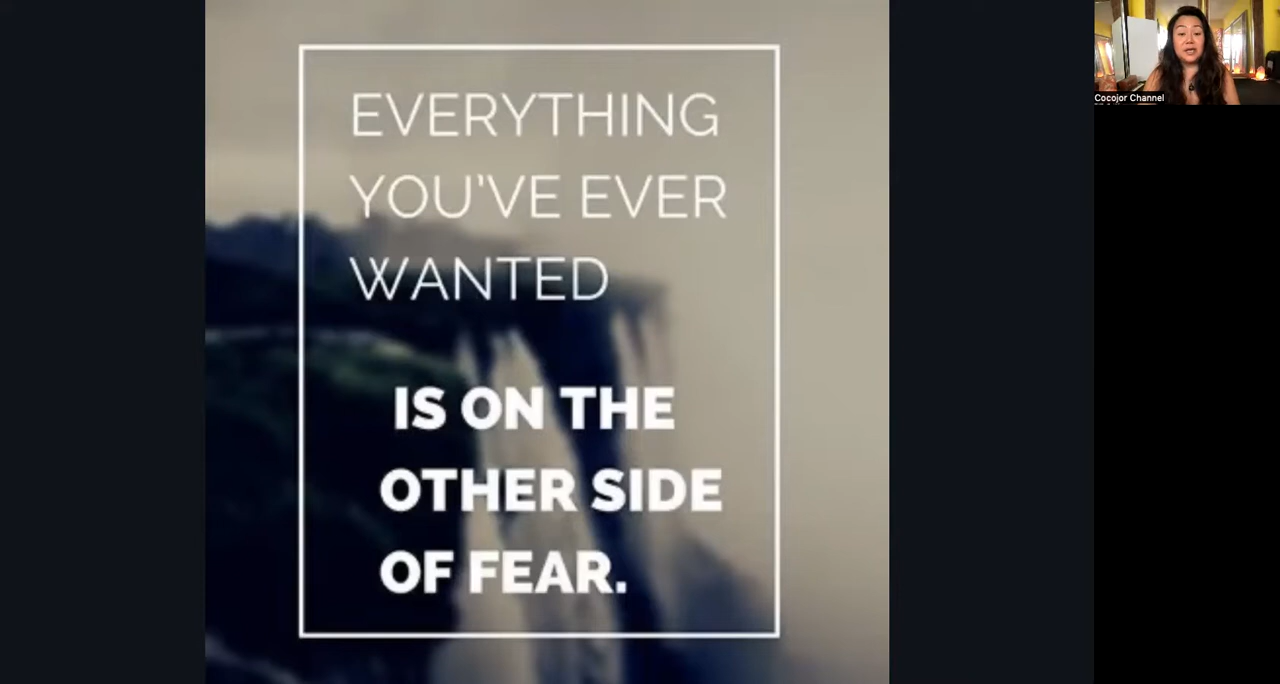 EVERYTHING
YOU'VE EVER
WANTED
IS ON THE
OTHER SIDE
OF FEAR.
Cocojor Channel